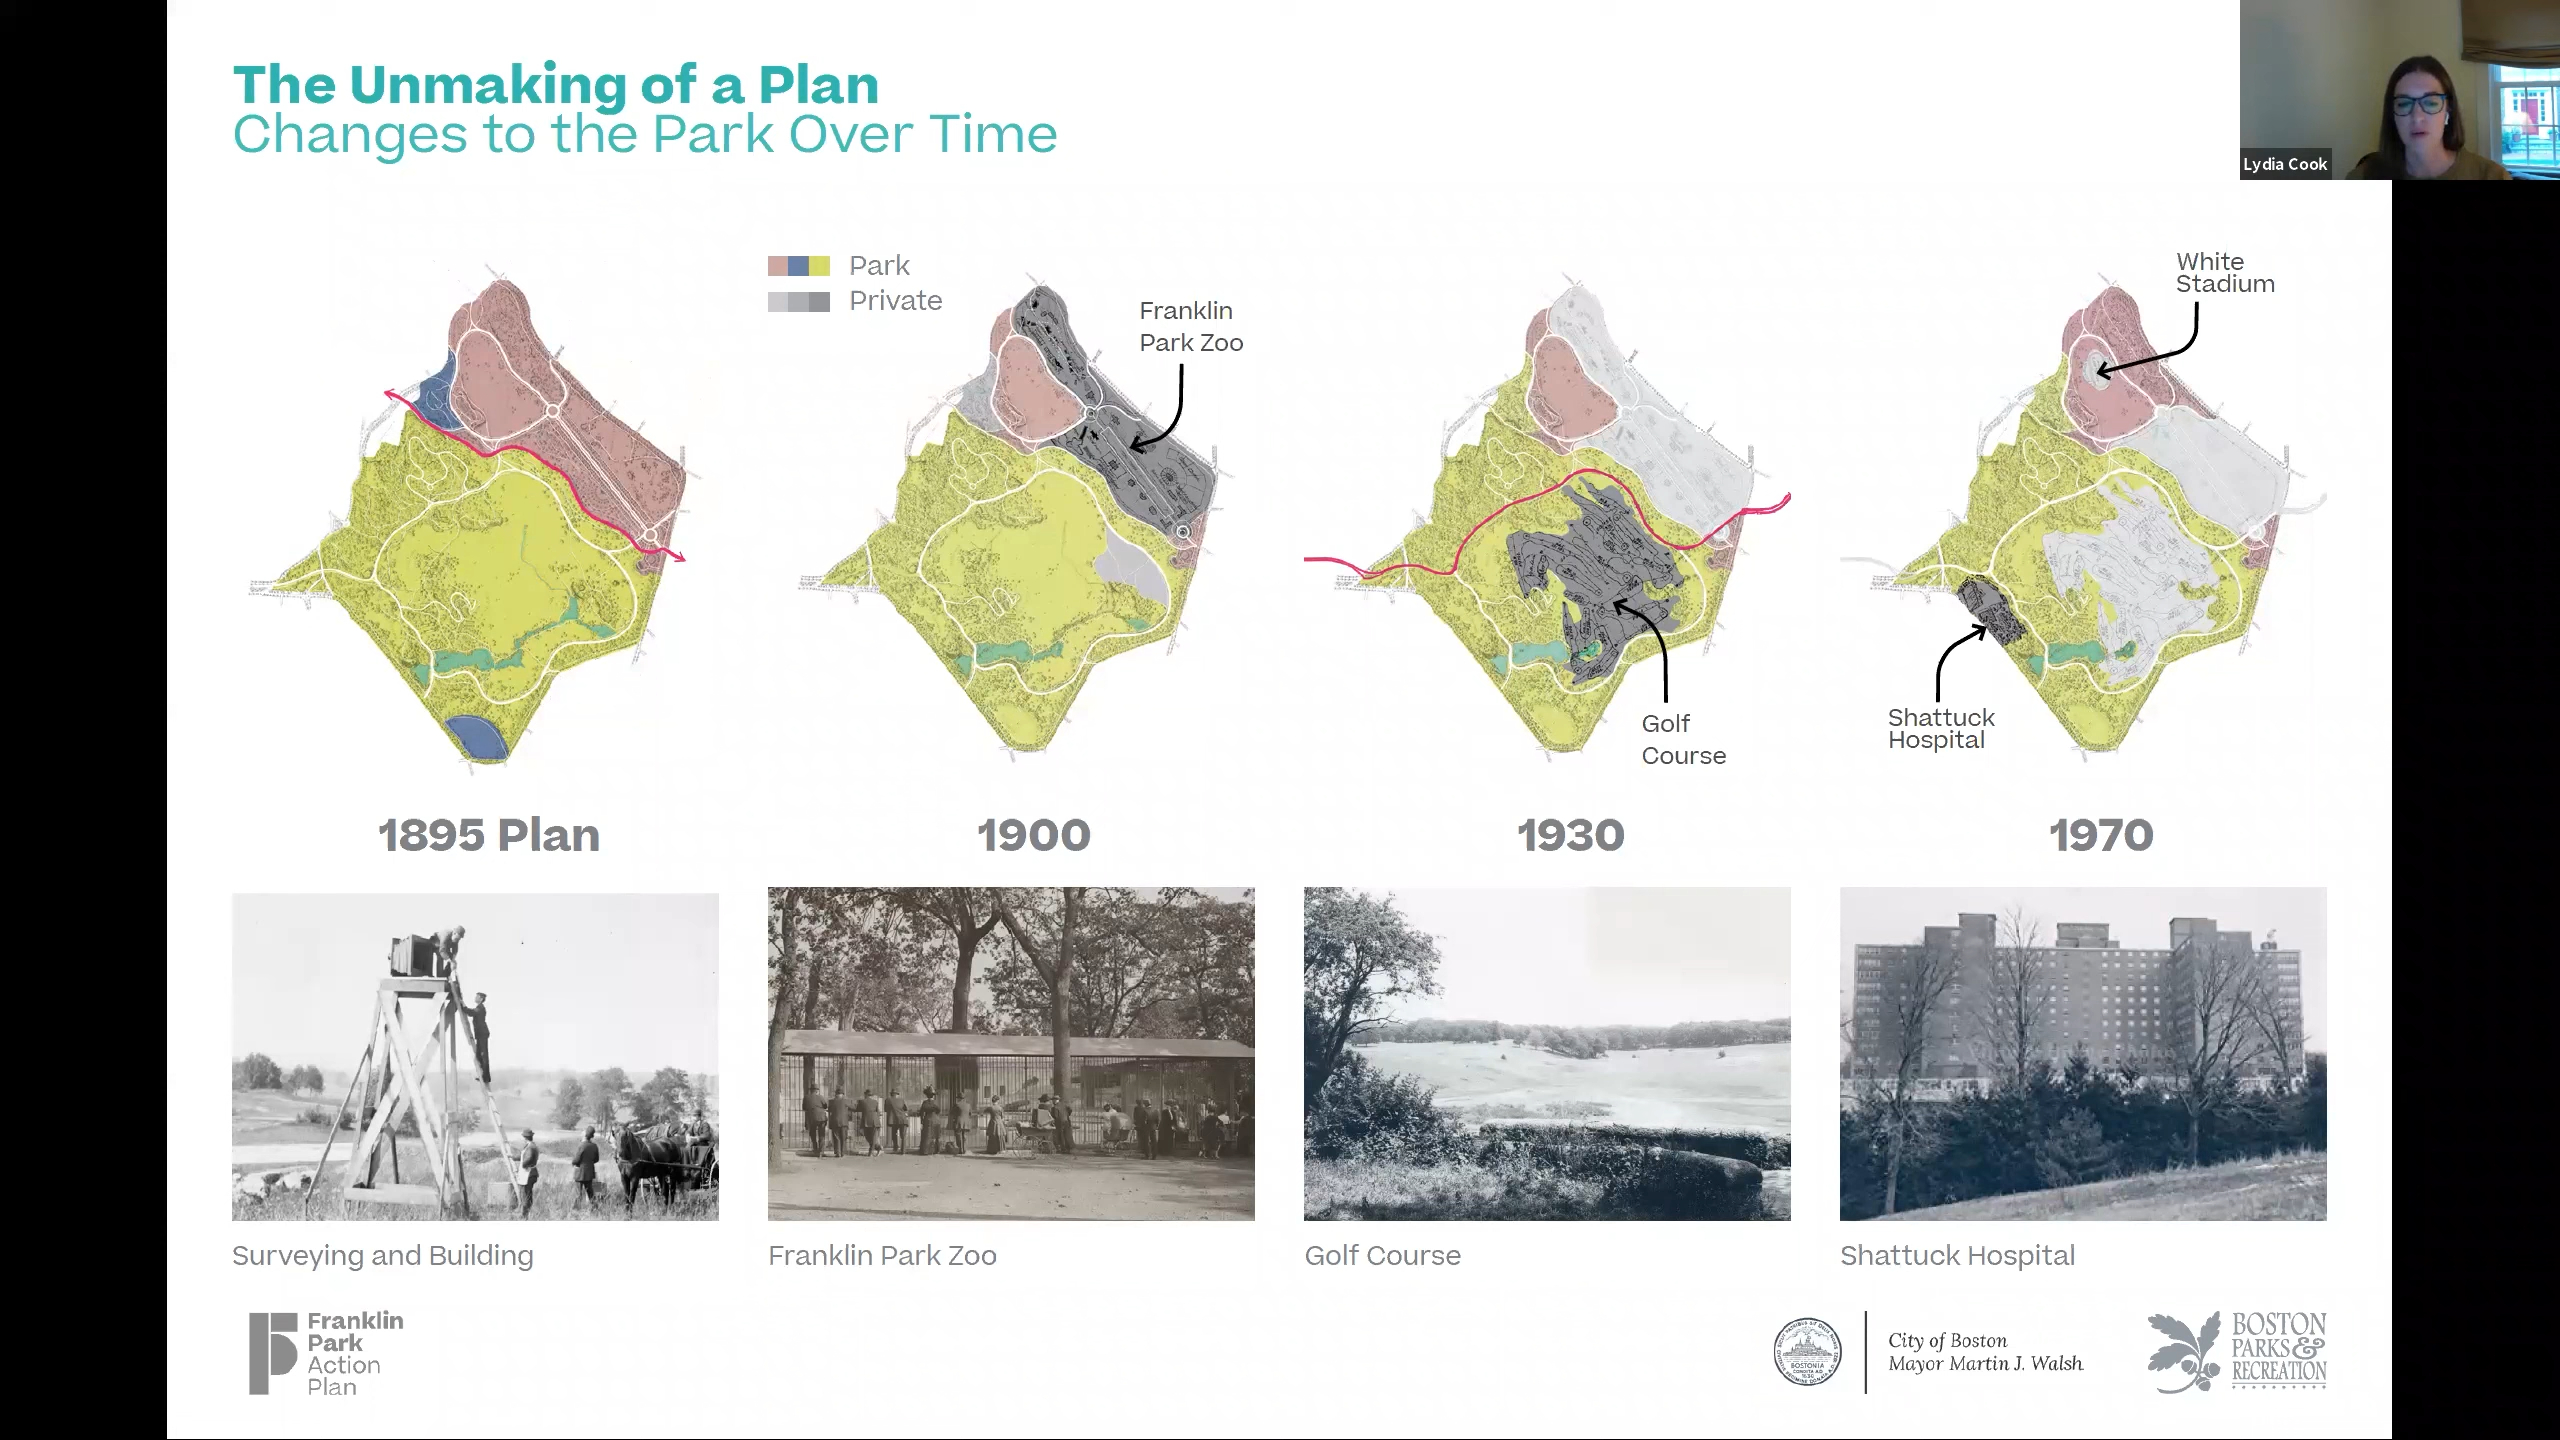 The Unmaking of a Plan
Changes to the Park Over Time
Lydia Cook
Park
Private
Franklin
Park Zoo
White
Stadium
Golf
Course
Shattuck
Hospital
1895 Plan
1900
1930
1970
Surveying and Building
Franklin Park Zoo
Golf Course
Shattuck Hospital
Franklin
Park
Action
Plan
BOSTONIA
City of Boston
Mayor Martin J. Walsh
BOSTON
PARKS &
RECREATION